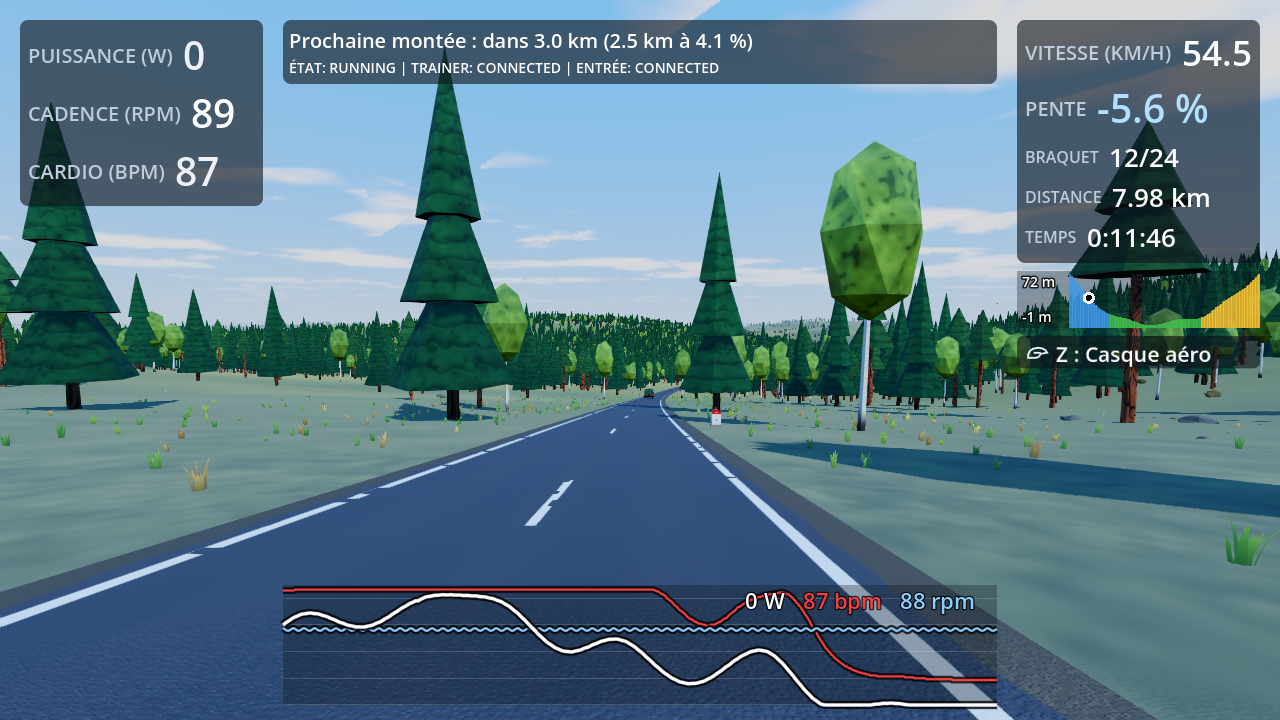 PUISSANCE (W) 0
CADENCE (RPM) 89
CARDIO (BPM) 87
Prochaine montée : dans 3.0 km (2.5 km à 4.1 %)
ÉTAT: RUNNING | TRAINER: CONNECTED | ENTRÉE: CONNECTED
VITESSE (KM/H) 54.5
PENTE -5.6 %
BRAQUET 12/24
DISTANCE 7.98 km
TEMPS 0:11:46
72 m
-1 m
Z : Casque aéro
0 W 87 bpm 88 rpm